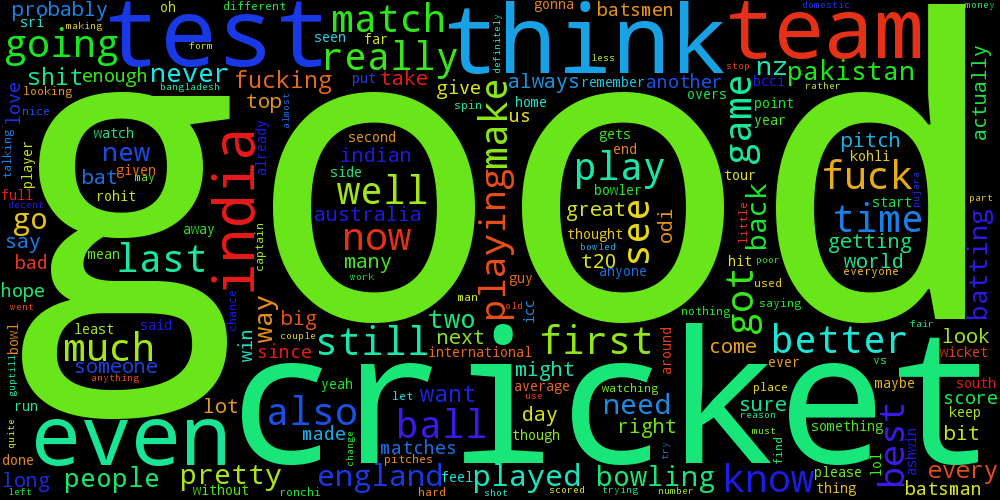 probably
oh
different
gonna
batsmen
domestic
money
sri
making
test
match
think
team
going
form
seen
far
definitely
really
less
shit
enough
never
bangladesh
fucking
put
take
give
always
remember
another
stop
nz
bcci
rather
pakistan
actually
love
looking
nice
top
almost
spin
home
us
overs
point
year
good
talking
player
watch
new
given
bat
may
rohit
india
already
second
indian
side
well
australia
now
many
work
make
playing
gets
end
play
bowler
great
thought
see
odi
bowled
t20
anyone
game
tour
back
little
got
hit
poor
used
pitch
kohli
fuck
start
pujara
time
getting
world
everyone
part
batting
full
decent
go
say
bad
mean
last
away
captain
hope
went
chance
man
guy
old
icc
nothing
saying
bowl
least
said
much
someone
anything
guptill
way
big
couple
since
win
still
two
next
international
first
around
better
come
ever
vs
fair
look
wicket
cricket
run
quite
lot
even
also
made
yeah
let
want
ball
matches
pitches
change
might
average
use
day
though
watching
need
right
try
place
sure
reason
must
find
something
maybe
lol
best
ashwin
south
score
keep
bit
done
long
left
people
pretty
without
ronchi
england
feel
hard
played
shot
scored
bowling
trying
number
know
please
thing
every
batsman